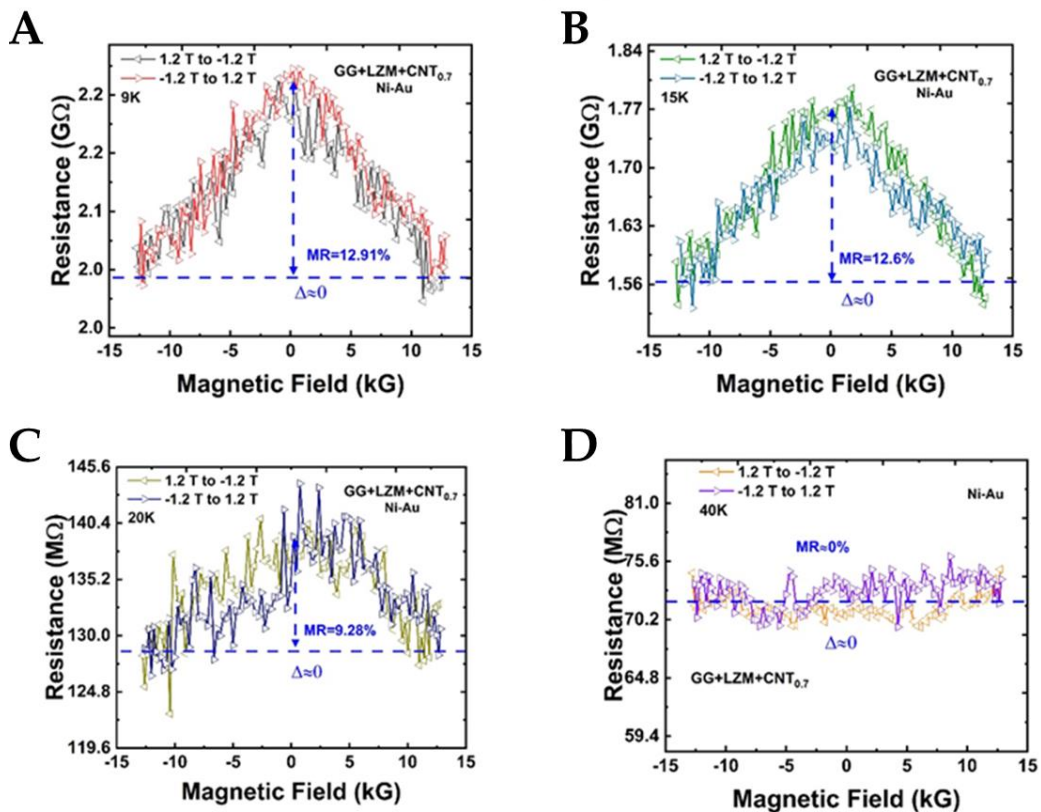 A
1.2 T to -1.2 T
-1.2 T to 1.2 T
9K
GG+LZM+CNT0.7
Ni-Au
2.2
2.2
2.1
2.0
2.0
Resistance (GΩ)
MR=12.91%
Δ≈0
-15 -10 -5 0 5 10 15
Magnetic Field (kG)
B
1.2 T to -1.2 T
-1.2 T to 1.2 T
15K
GG+LZM+CNT0.7
Ni-Au
1.84
1.77
1.70
1.63
1.56
Resistance (GΩ)
MR=12.6%
Δ≈0
-15 -10 -5 0 5 10 15
Magnetic Field (kG)
C
1.2 T to -1.2 T
-1.2 T to 1.2 T
20K
GG+LZM+CNT0.7
Ni-Au
145.6
140.4
135.2
130.0
124.8
119.6
Resistance (MΩ)
MR=9.28%
Δ≈0
-15 -10 -5 0 5 10 15
Magnetic Field (kG)
D
1.2 T to -1.2 T
-1.2 T to 1.2 T
40K
Ni-Au
81.0
75.6
70.2
64.8
59.4
Resistance (MΩ)
MR≈0%
Δ≈0
GG+LZM+CNT0.7
-15 -10 -5 0 5 10 15
Magnetic Field (kG)